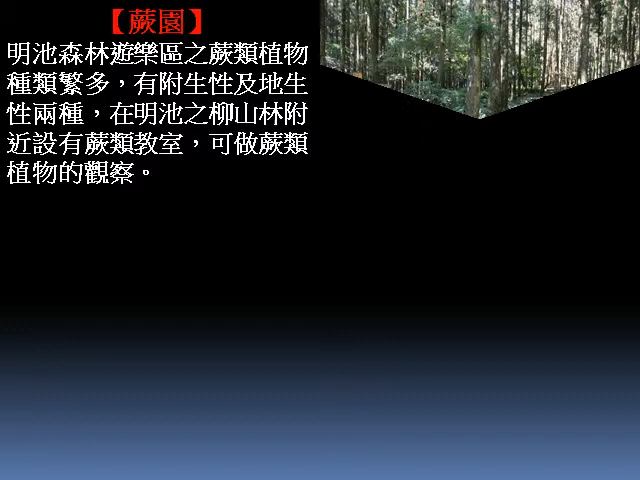 【蕨園】
明池森林遊樂區之蕨類植物
種類繁多，有附生性及地生
性兩種，在明池之柳山林附
近設有蕨類教室，可做蕨類
植物的觀察。